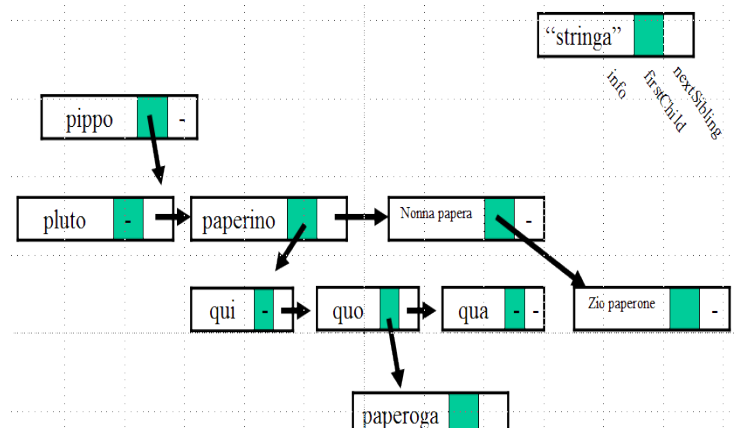 “stringa”
info
firstChild
nextSibling
pippo -
pluto - paperino Nonna papera -
qui - quo qua - - Zio paperone -
paperoga